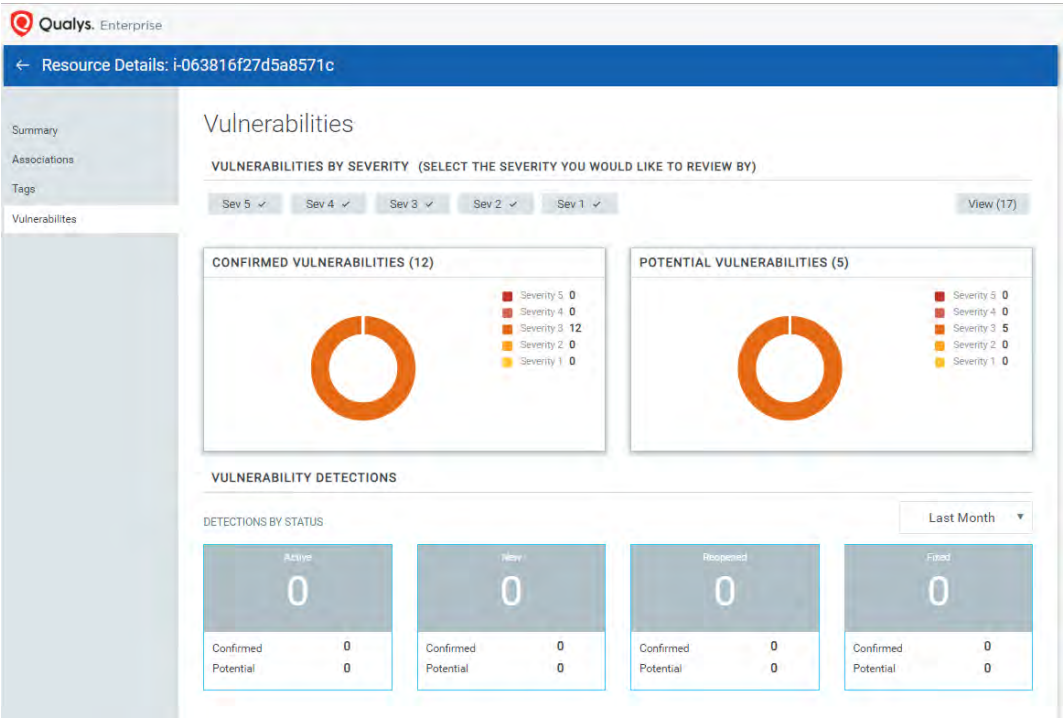 Qualys. Enterprise
← Resource Details: i-063816f27d5a8571c
Summary
Associations
Tags
Vulnerabilites
Vulnerabilities
VULNERABILITIES BY SEVERITY (SELECT THE SEVERITY YOU WOULD LIKE TO REVIEW BY)
Sev 5 ✓ Sev 4 ✓ Sev 3 ✓ Sev 2 ✓ Sev 1 ✓ View (17)
CONFIRMED VULNERABILITIES (12)
Severity 5 0
Severity 4 0
Severity 3 12
Severity 2 0
Severity 1 0
POTENTIAL VULNERABILITIES (5)
Severity 5 0
Severity 4 0
Severity 3 5
Severity 2 0
Severity 1 0
VULNERABILITY DETECTIONS
DETECTIONS BY STATUS
Last Month ▼
Active
0
Confirmed 0
Potential 0
New
0
Confirmed 0
Potential 0
Reopened
0
Confirmed 0
Potential 0
Fixed
0
Confirmed 0
Potential 0